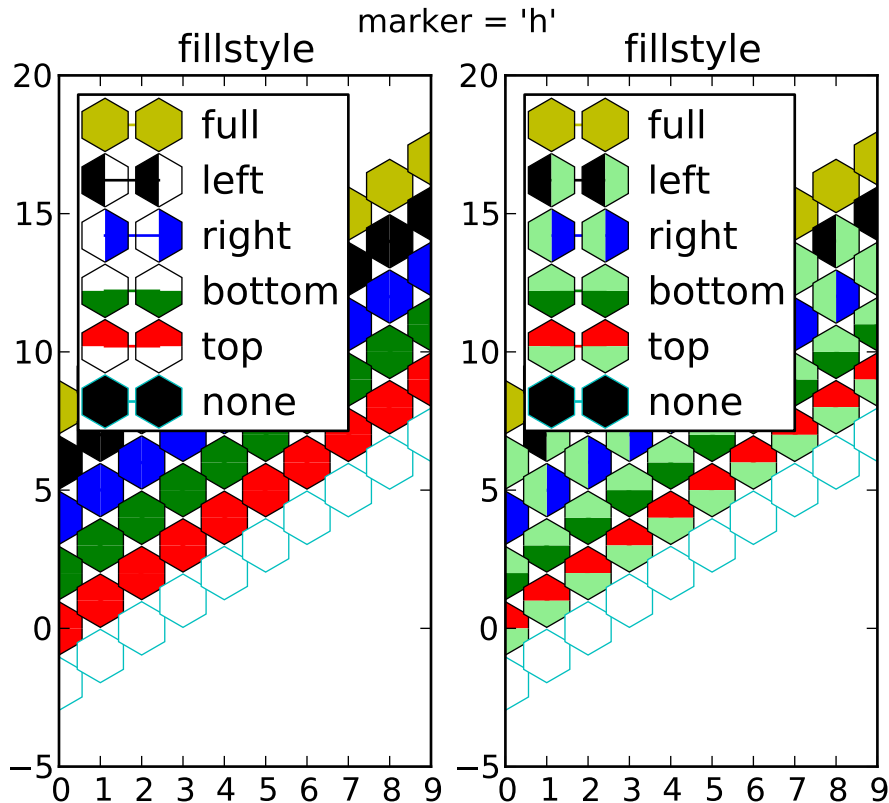 marker = 'h'
fillstyle
20
15
10
5
0
−5
0 1 2 3 4 5 6 7 8 9
full
left
right
bottom
top
none
fillstyle
20
15
10
5
0
−5
0 1 2 3 4 5 6 7 8 9
full
left
right
bottom
top
none